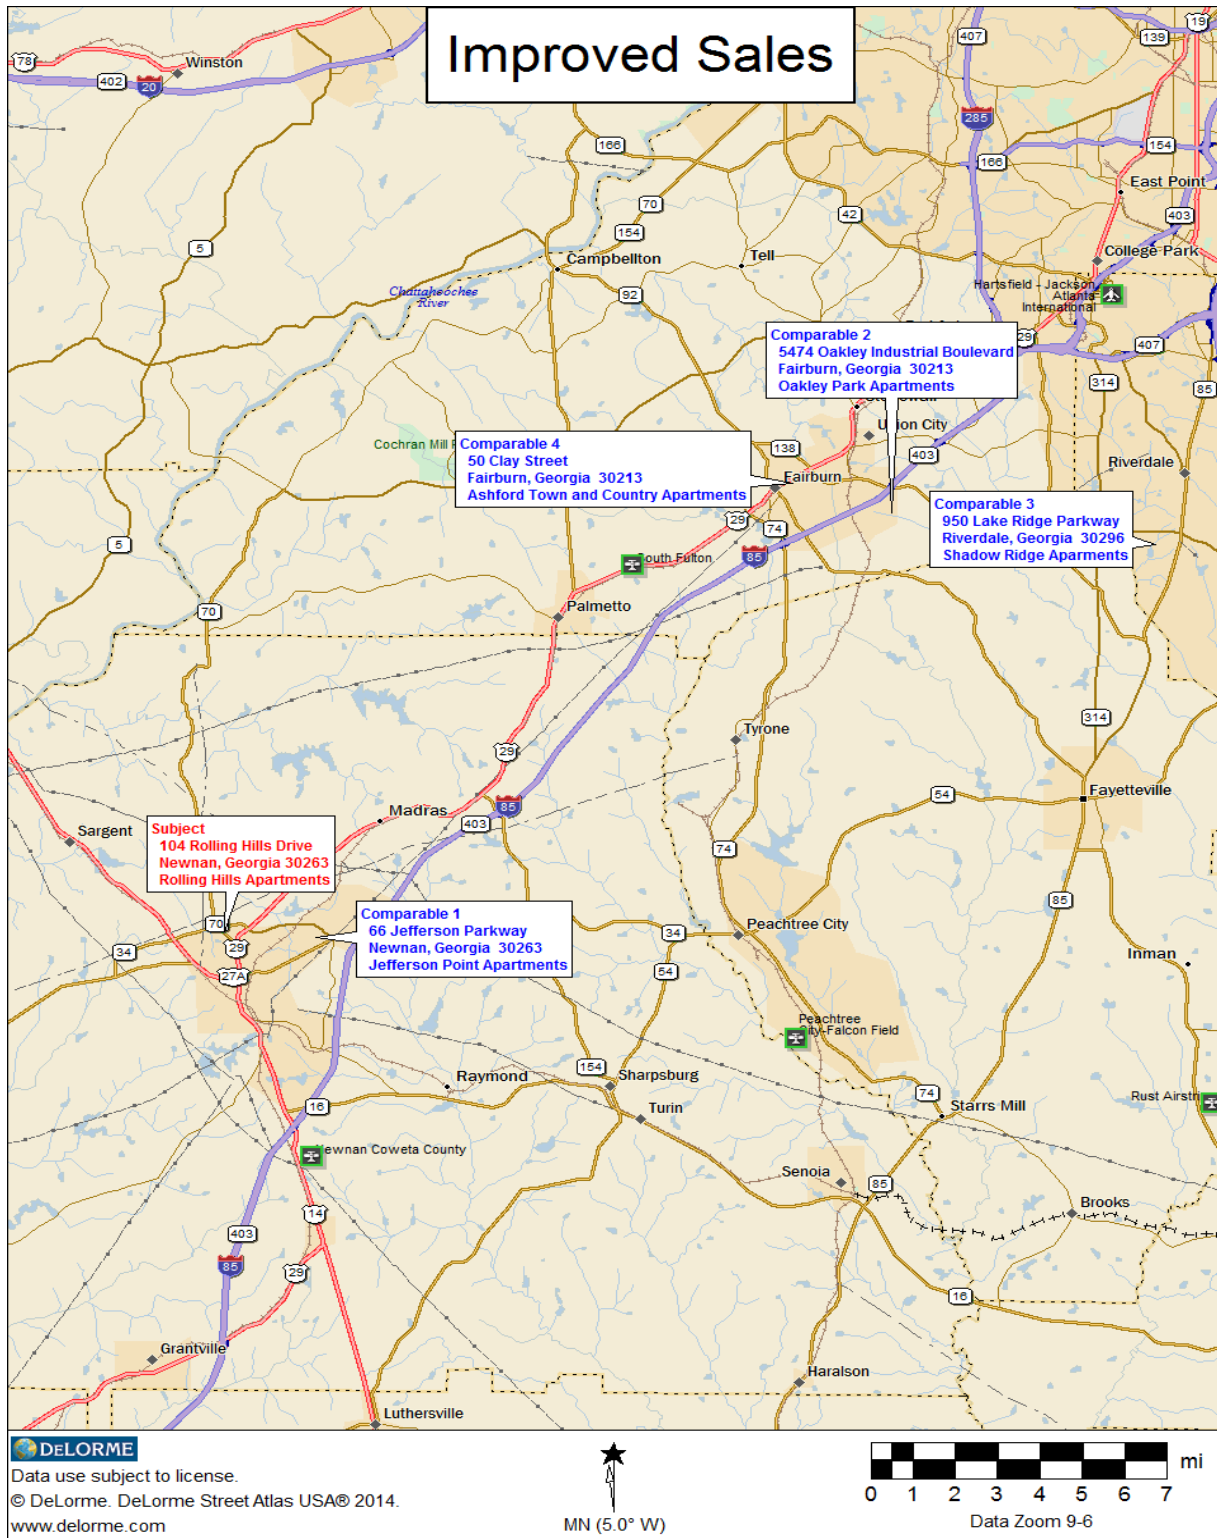 Improved Sales
19
407
139
78
Winston
402
20
285
166
154
166
East Point
70
42
403
154
5
College Park
Campbellton
Tell
Hartsfield - Jackson
Atlanta
International
Chattahoochee
River
92
29
407
Comparable 2
5474 Oakley Industrial Boulevard
Fairburn, Georgia 30213
Oakley Park Apartments
314
85
Union City
Cochran Mill
Comparable 4
50 Clay Street
Fairburn, Georgia 30213
Ashford Town and Country Apartments
138
403
Riverdale
Fairburn
Comparable 3
950 Lake Ridge Parkway
Riverdale, Georgia 30296
Shadow Ridge Aparments
29
74
5
85
South Fulton
70
Palmetto
314
Tyrone
29
54
Fayetteville
85
Madras
403
Sargent
Subject
104 Rolling Hills Drive
Newnan, Georgia 30263
Rolling Hills Apartments
74
85
Comparable 1
66 Jefferson Parkway
Newnan, Georgia 30263
Jefferson Point Apartments
70
29
34
34
Peachtree City
27A
54
Inman
Peachtree
City-Falcon Field
154
Raymond
Sharpsburg
74
Starrs Mill
Rust Airstri
16
Turin
Newnan Coweta County
Senoia
85
Brooks
14
403
85
29
16
Grantville
Haralson
Luthersville
DELORME
Data use subject to license.
© DeLorme. DeLorme Street Atlas USA® 2014.
www.delorme.com
MN (5.0° W)
mi
0 1 2 3 4 5 6 7
Data Zoom 9-6